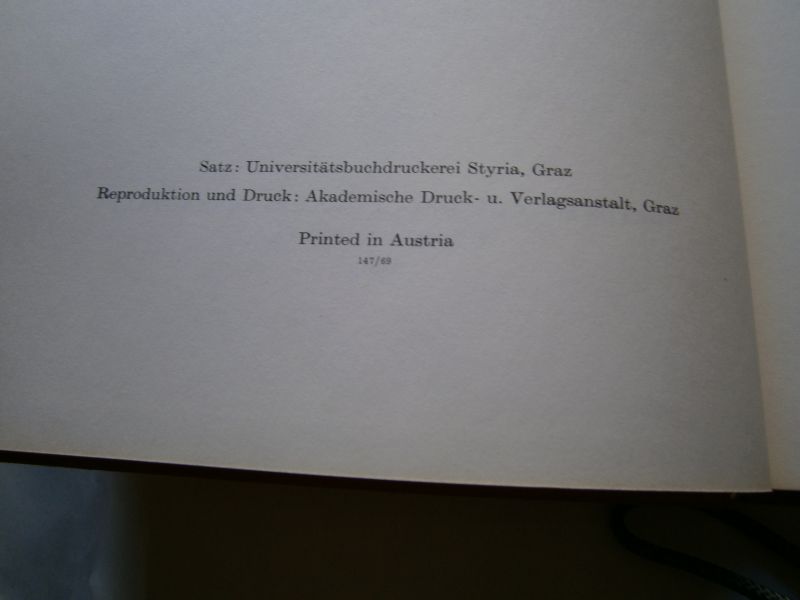 Satz: Universitätsbuchdruckerei Styria, Graz
Reproduktion und Druck: Akademische Druck- u. Verlagsanstalt, Graz
Printed in Austria
147/69